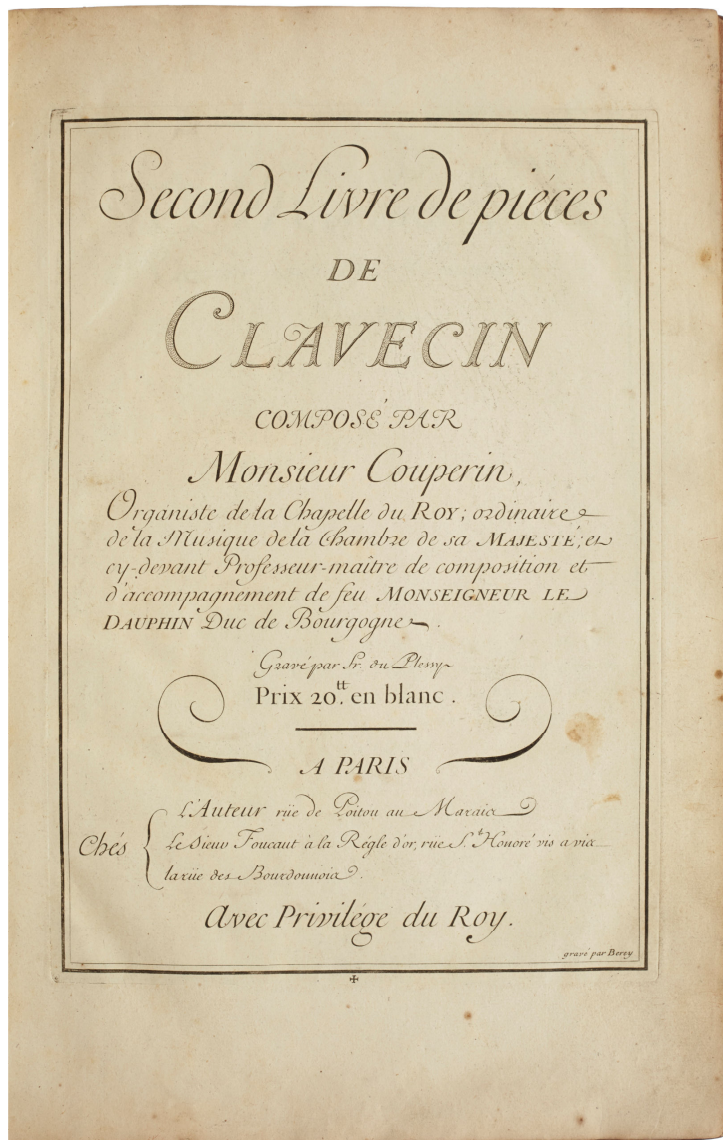 Second Livre de piéces
DE
CLAVECIN
COMPOSÉ PAR
Monsieur Couperin,
Organiste de la Chapelle du ROY; ordinaire
de la Musique de la Chambre de sa MAJESTÉ; et
cy-devant Professeur-maître de composition et
d'accompagnement de feu MONSEIGNEUR LE
DAUPHIN Duc de Bourgogne.
Gravé par Sr. du Plessy
Prix 20.tt en blanc.
A PARIS
Chés
L'Auteur rüe de Poitou au Marais
Le Sieur Foucaut à la Régle d'or, rüe S.t Honoré vis a vis
la rüe des Bourdonnois.
Avec Privilége du Roy.
gravé par Berey